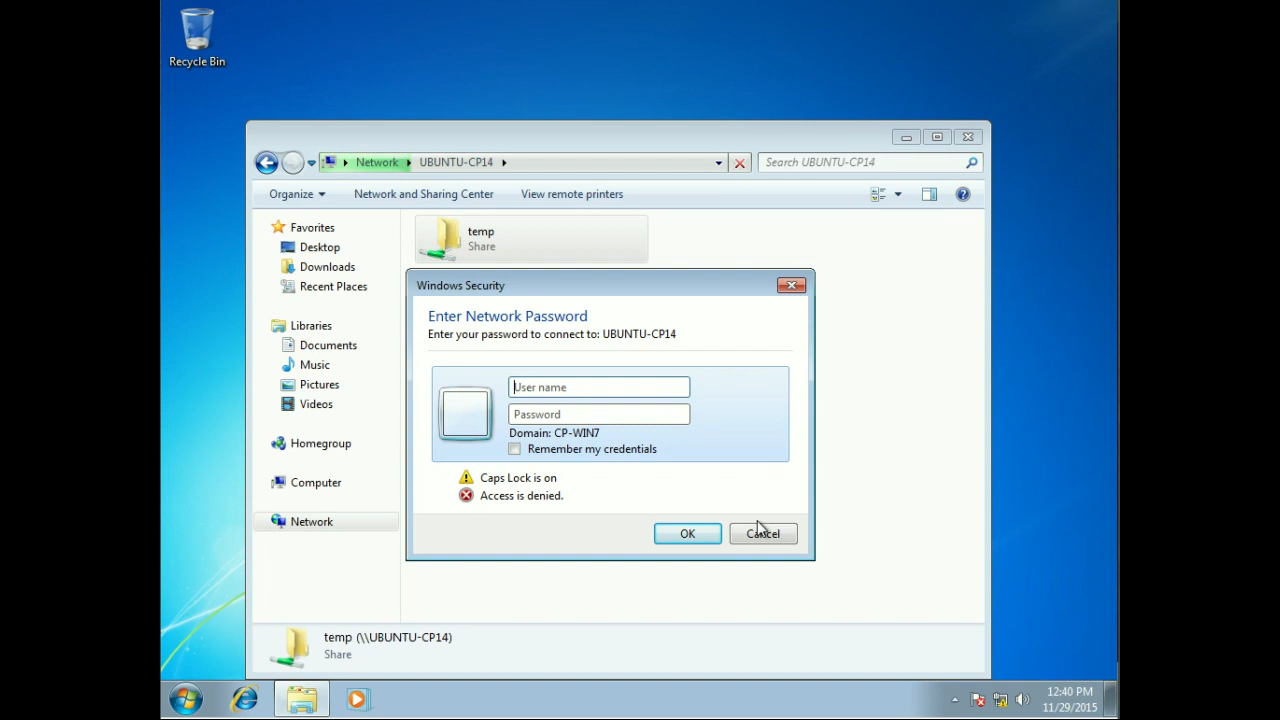 Recycle Bin
Network
UBUNTU-CP14
Search UBUNTU-CP14
Organize
Network and Sharing Center
View remote printers
Favorites
Desktop
Downloads
Recent Places
Libraries
Documents
Music
Pictures
Videos
Homegroup
Computer
Network
temp
Share
Windows Security
Enter Network Password
Enter your password to connect to: UBUNTU-CP14
User name
Password
Domain: CP-WIN7
Remember my credentials
Caps Lock is on
Access is denied.
OK
Cancel
temp (\\UBUNTU-CP14)
Share
12:40 PM
11/29/2015